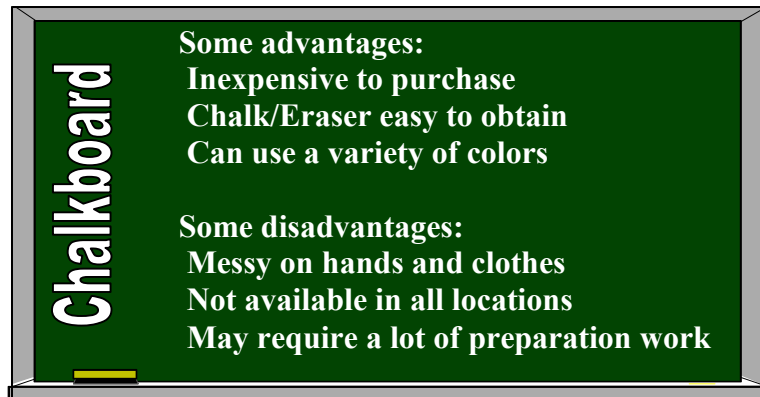 Chalkboard
Some advantages:
Inexpensive to purchase
Chalk/Eraser easy to obtain
Can use a variety of colors
Some disadvantages:
Messy on hands and clothes
Not available in all locations
May require a lot of preparation work